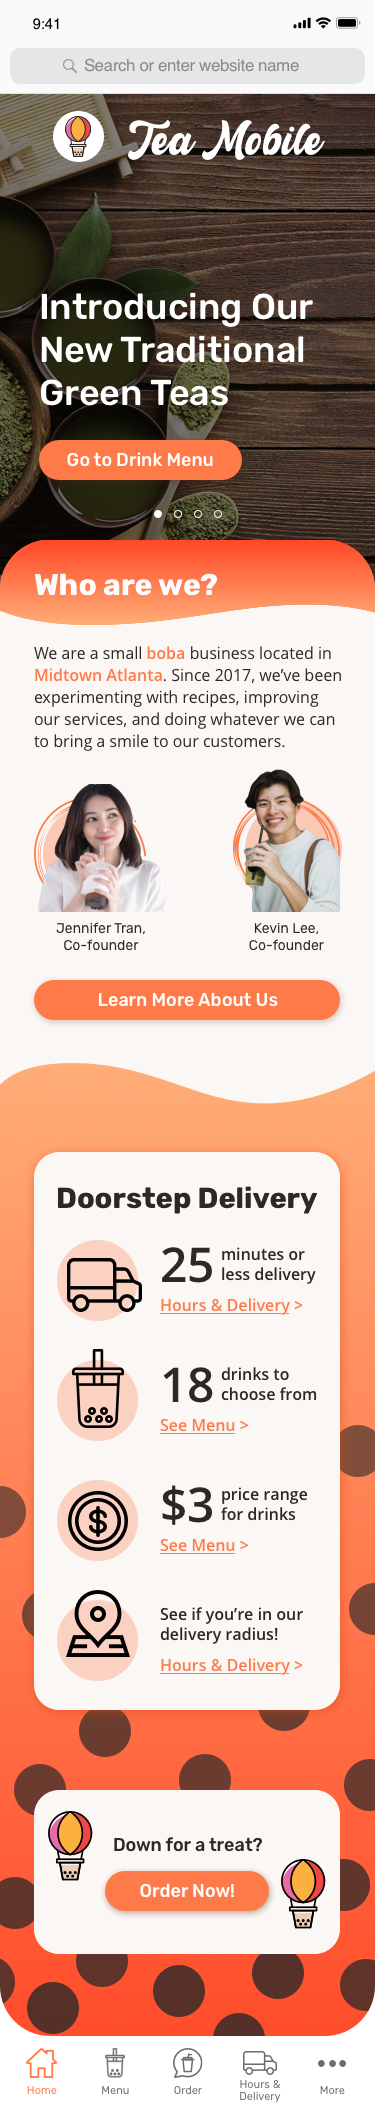 9:41
Search or enter website name
Tea Mobile
Introducing Our
New Traditional
Green Teas
Go to Drink Menu
Who are we?
We are a small boba business located in
Midtown Atlanta. Since 2017, we’ve been
experimenting with recipes, improving
our services, and doing whatever we can
to bring a smile to our customers.
Jennifer Tran,
Co-founder
Kevin Lee,
Co-founder
Learn More About Us
Doorstep Delivery
25 minutes or
less delivery
Hours & Delivery >
18 drinks to
choose from
See Menu >
$
$3 price range
for drinks
See Menu >
See if you’re in our
delivery radius!
Hours & Delivery >
Down for a treat?
Order Now!
Home
Menu
Order
Hours &
Delivery
More